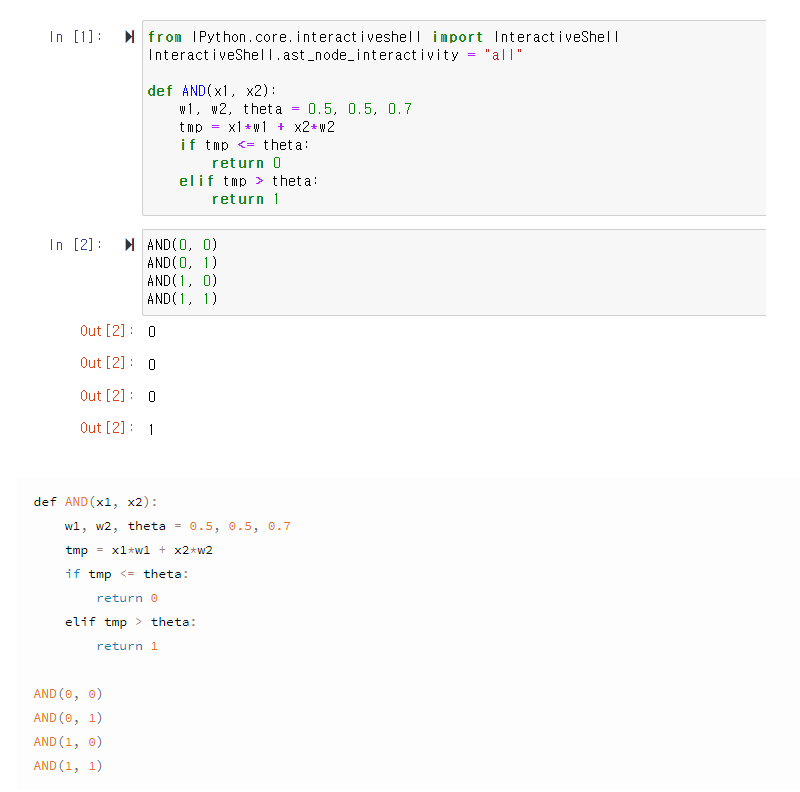 In [1]:
from IPython.core.interactiveshell import InteractiveShell
InteractiveShell.ast_node_interactivity = "all"

def AND(x1, x2):
    w1, w2, theta = 0.5, 0.5, 0.7
    tmp = x1*w1 + x2*w2
    if tmp <= theta:
        return 0
    elif tmp > theta:
        return 1

In [2]:
AND(0, 0)
AND(0, 1)
AND(1, 0)
AND(1, 1)

Out[2]: 0
Out[2]: 0
Out[2]: 0
Out[2]: 1

def AND(x1, x2):
    w1, w2, theta = 0.5, 0.5, 0.7
    tmp = x1*w1 + x2*w2
    if tmp <= theta:
        return 0
    elif tmp > theta:
        return 1

AND(0, 0)
AND(0, 1)
AND(1, 0)
AND(1, 1)